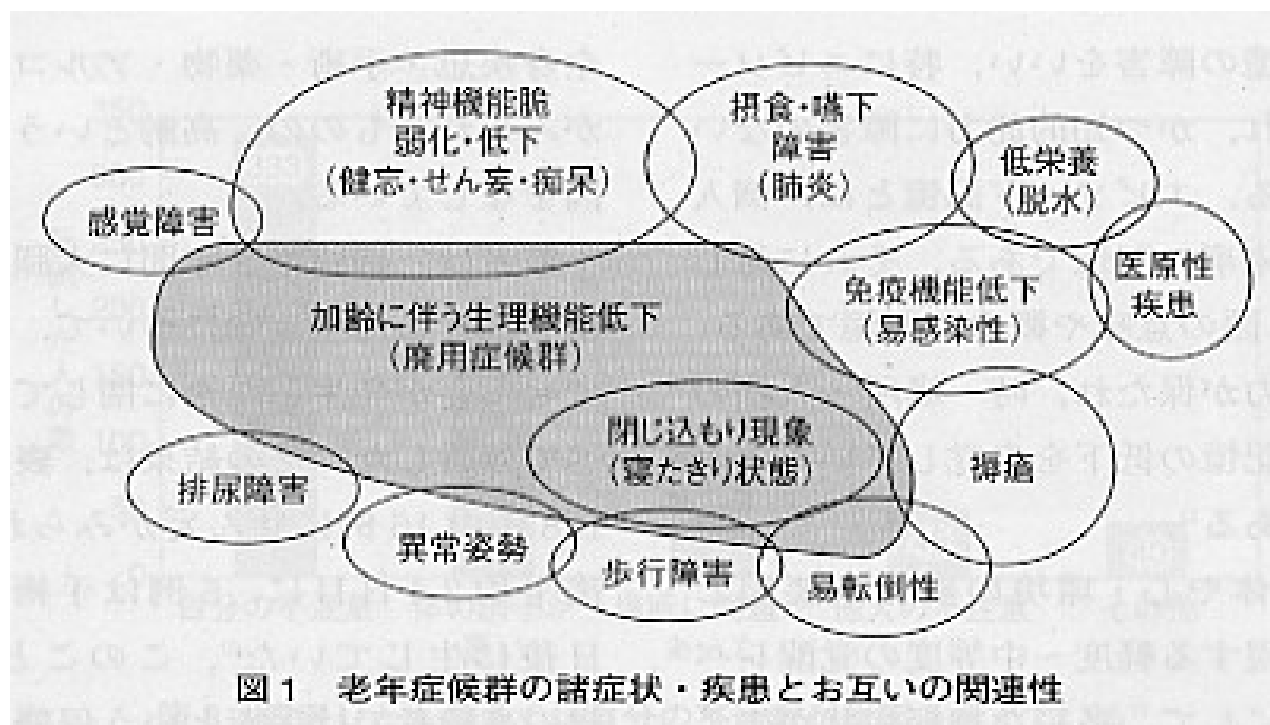 精神機能脆
弱化・低下
(健忘・せん妄・痴呆)
摂食・嚥下
障害
(肺炎)
低栄養
(脱水)
感覚障害
医原性
疾患
免疫機能低下
(易感染性)
加齢に伴う生理機能低下
(廃用症候群)
閉じ込もり現象
(寝たきり状態)
褥瘡
排尿障害
異常姿勢
歩行障害
易転倒性
図1 老年症候群の諸症状・疾患とお互いの関連性